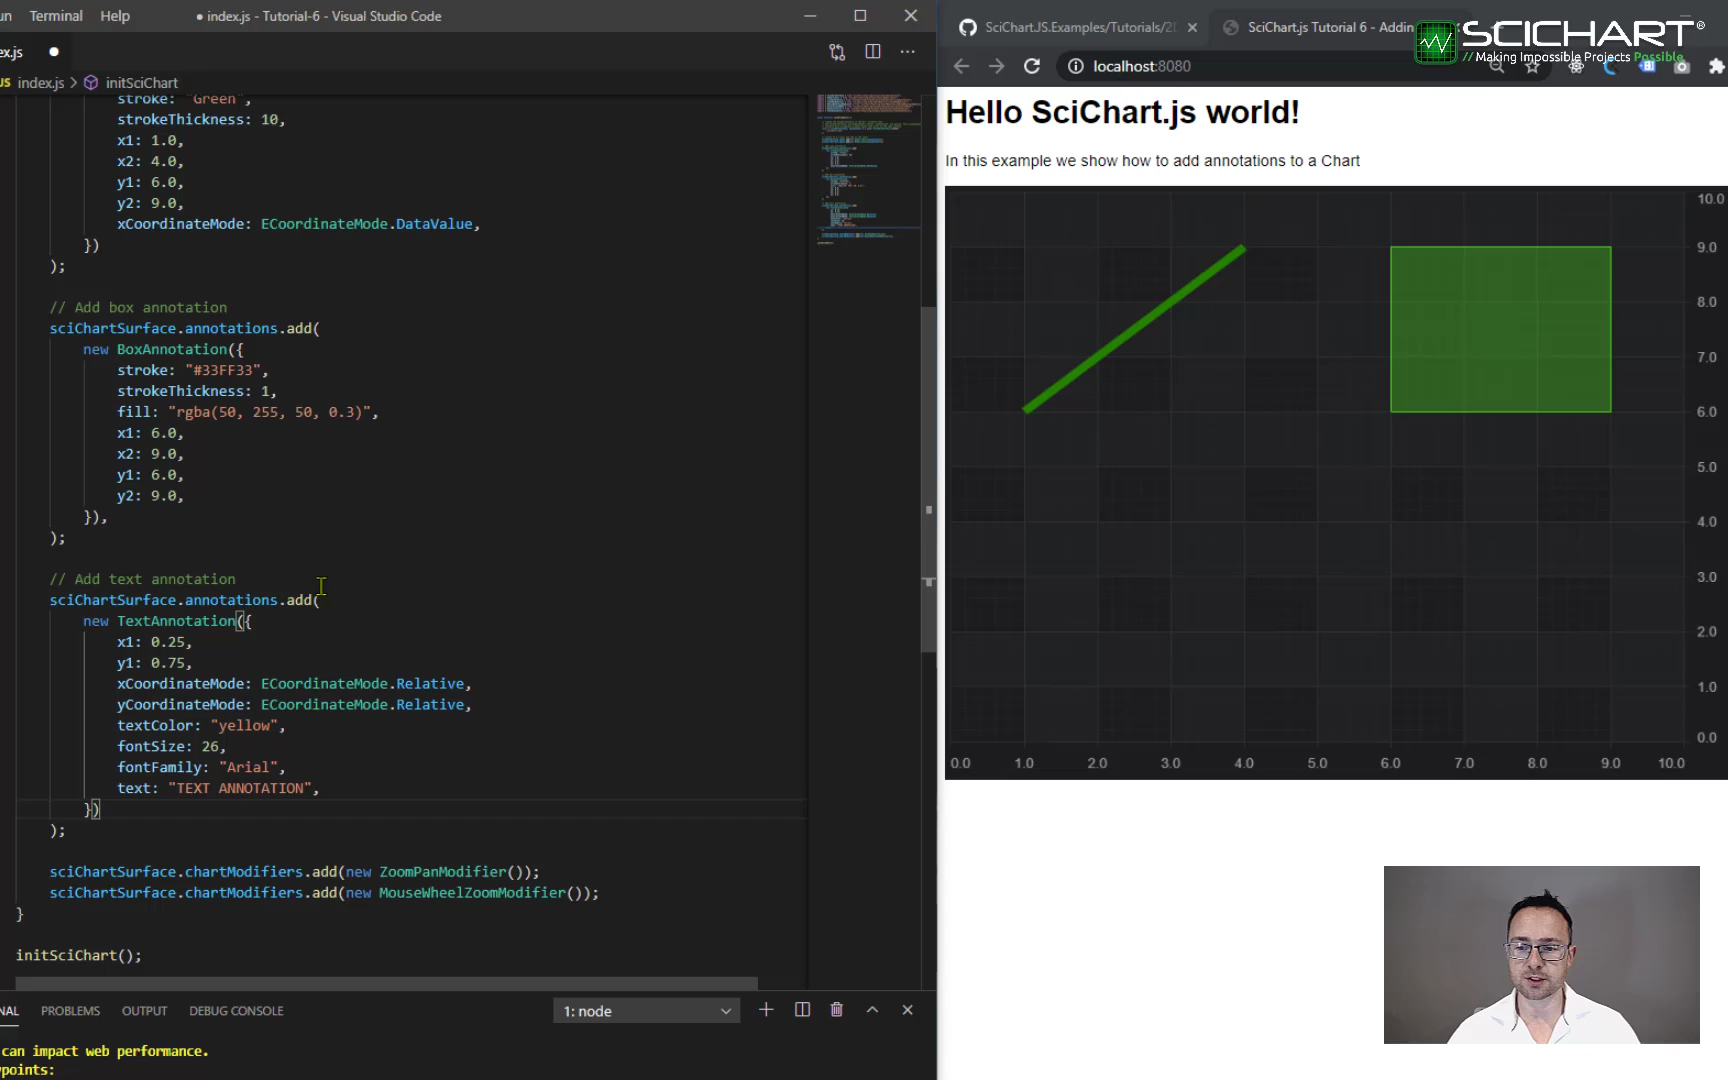 un Terminal Help
● index.js - Tutorial-6 - Visual Studio Code
ex.js
JS index.js > initSciChart
stroke: "Green",
strokeThickness: 10,
x1: 1.0,
x2: 4.0,
y1: 6.0,
y2: 9.0,
xCoordinateMode: ECoordinateMode.DataValue,
})
);
// Add box annotation
sciChartSurface.annotations.add(
new BoxAnnotation({
stroke: "#33FF33",
strokeThickness: 1,
fill: "rgba(50, 255, 50, 0.3)",
x1: 6.0,
x2: 9.0,
y1: 6.0,
y2: 9.0,
}),
);
// Add text annotation
sciChartSurface.annotations.add(
new TextAnnotation({
x1: 0.25,
y1: 0.75,
xCoordinateMode: ECoordinateMode.Relative,
yCoordinateMode: ECoordinateMode.Relative,
textColor: "yellow",
fontSize: 26,
fontFamily: "Arial",
text: "TEXT ANNOTATION",
})
);
sciChartSurface.chartModifiers.add(new ZoomPanModifier());
sciChartSurface.chartModifiers.add(new MouseWheelZoomModifier());
}
initSciChart();
NAL PROBLEMS OUTPUT DEBUG CONSOLE
1: node
can impact web performance.
ypoints:
SciChart.JS.Examples/Tutorials/2D
SciChart.js Tutorial 6 - Addin
SCICHART®
// Making Impossible Projects Possible
localhost:8080
Hello SciChart.js world!
In this example we show how to add annotations to a Chart
10.0
9.0
8.0
7.0
6.0
5.0
4.0
3.0
2.0
1.0
0.0
0.0 1.0 2.0 3.0 4.0 5.0 6.0 7.0 8.0 9.0 10.0